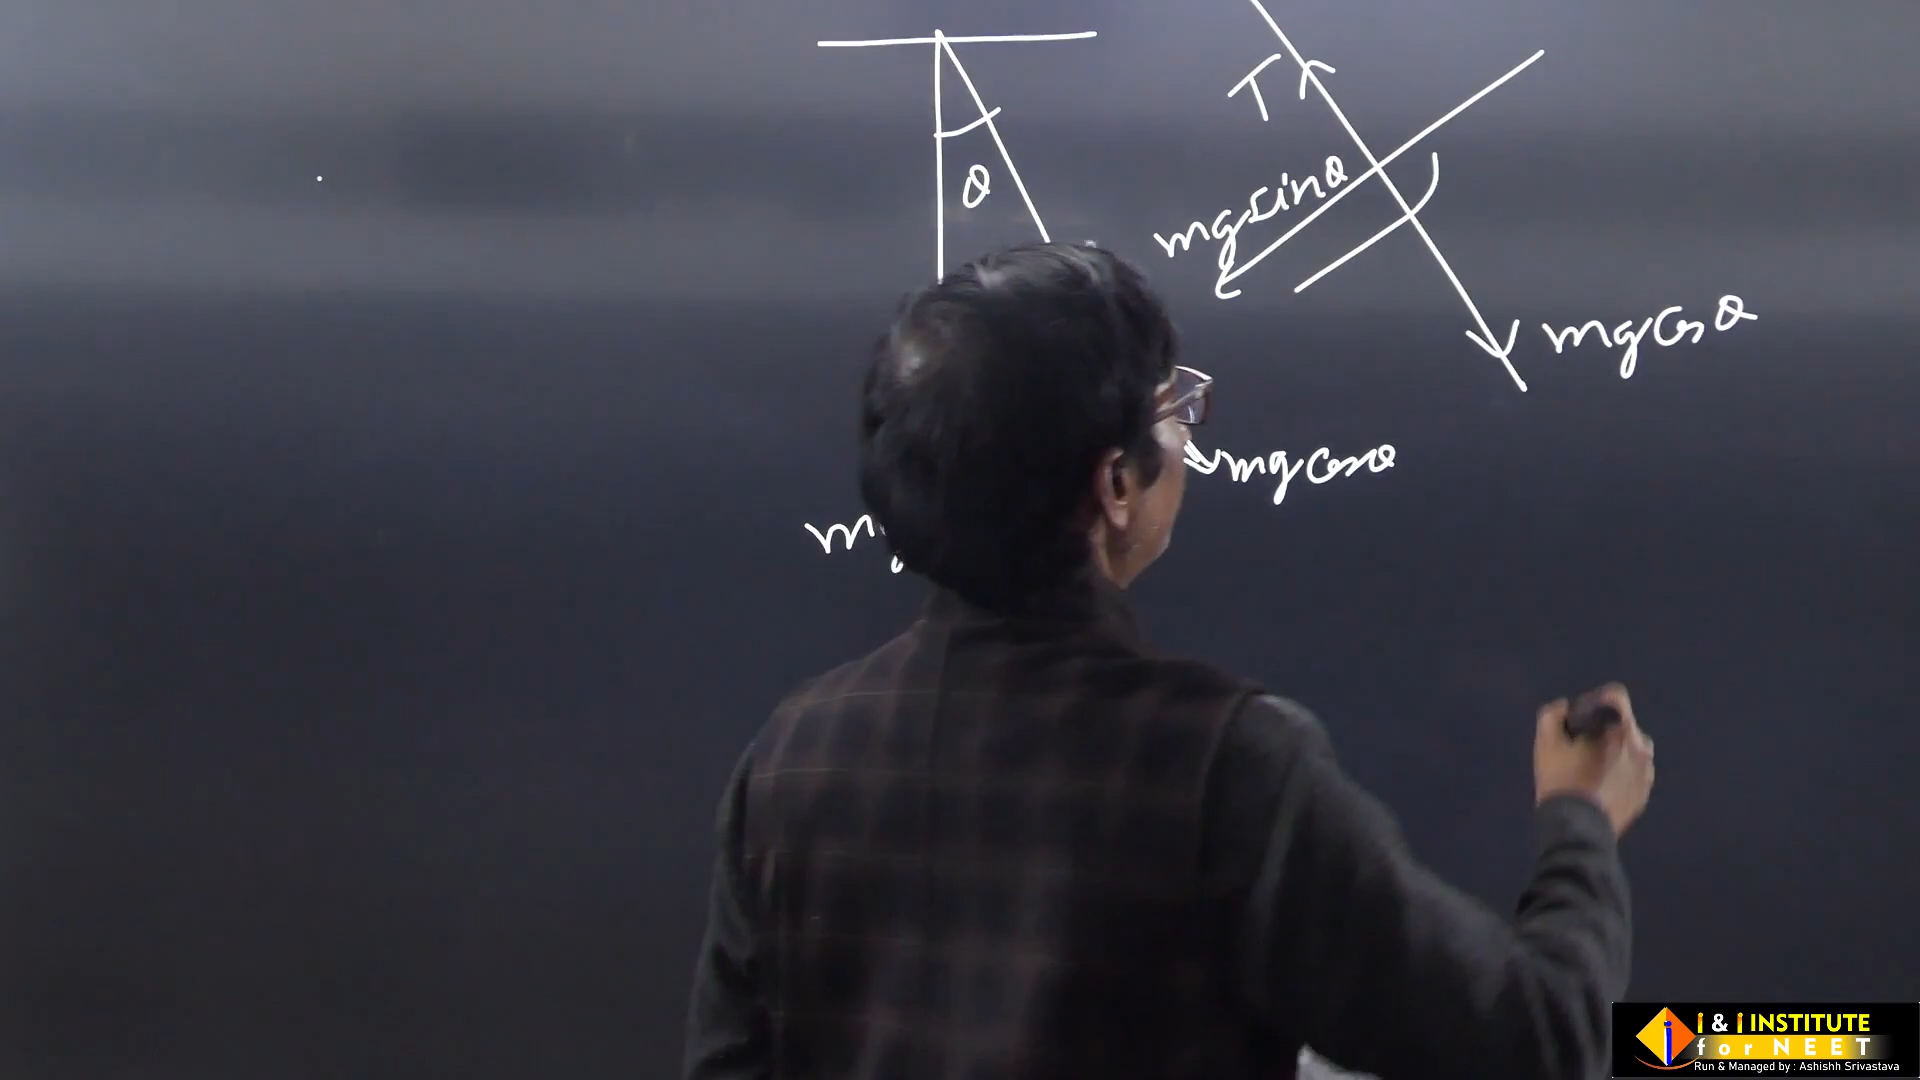 T
θ
mg sinθ
mg cosθ
mg cosθ
i & i INSTITUTE
for NEET
Run & Managed by : Ashishh Srivastava